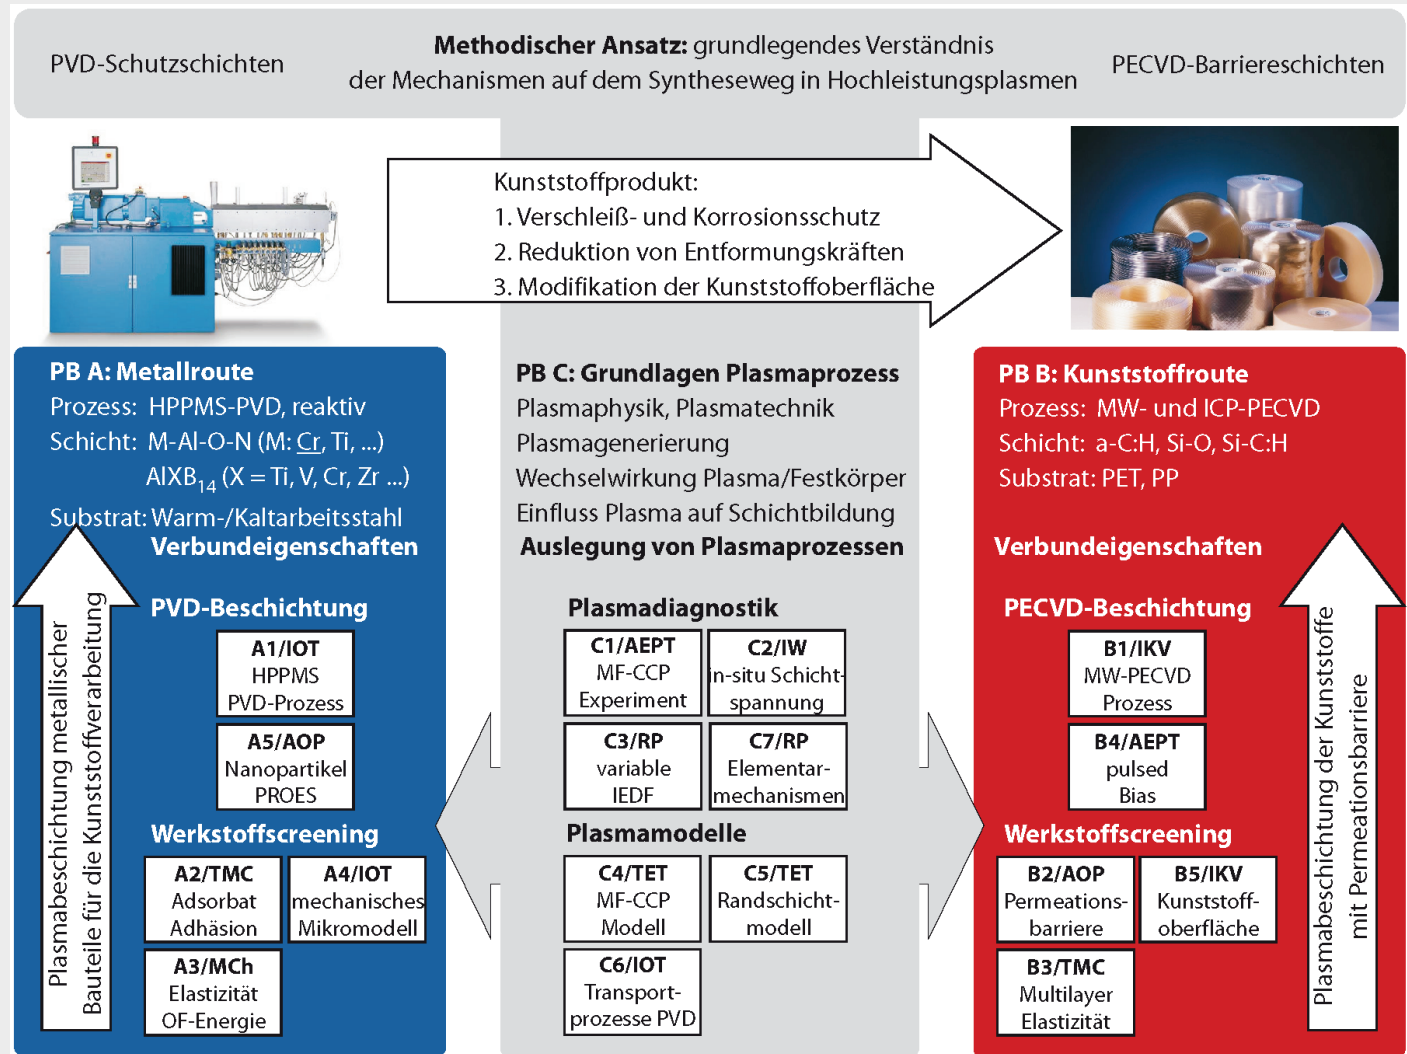 PVD-Schutzschichten
Methodischer Ansatz: grundlegendes Verständnis
der Mechanismen auf dem Syntheseweg in Hochleistungsplasmen
PECVD-Barriereschichten
Kunststoffprodukt:
1. Verschleiß- und Korrosionsschutz
2. Reduktion von Entformungskräften
3. Modifikation der Kunststoffoberfläche
PB A: Metallroute
Prozess: HPPMS-PVD, reaktiv
Schicht: M-Al-O-N (M: Cr, Ti, ...)
AlXB14 (X = Ti, V, Cr, Zr ...)
Substrat: Warm-/Kaltarbeitsstahl
Verbundeigenschaften
PVD-Beschichtung
A1/IOT
HPPMS
PVD-Prozess
A5/AOP
Nanopartikel
PROES
Werkstoffscreening
A2/TMC
Adsorbat
Adhäsion
A4/IOT
mechanisches
Mikromodell
A3/MCh
Elastizität
OF-Energie
Plasmabeschichtung metallischer
Bauteile für die Kunststoffverarbeitung
PB C: Grundlagen Plasmaprozess
Plasmaphysik, Plasmatechnik
Plasmagenerierung
Wechselwirkung Plasma/Festkörper
Einfluss Plasma auf Schichtbildung
Auslegung von Plasmaprozessen
Plasmadiagnostik
C1/AEPT
MF-CCP
Experiment
C2/IW
in-situ Schicht-
spannung
C3/RP
variable
IEDF
C7/RP
Elementar-
mechanismen
Plasmamodelle
C4/TET
MF-CCP
Modell
C5/TET
Randschicht-
modell
C6/IOT
Transport-
prozesse PVD
PB B: Kunststoffroute
Prozess: MW- und ICP-PECVD
Schicht: a-C:H, Si-O, Si-C:H
Substrat: PET, PP
Verbundeigenschaften
PECVD-Beschichtung
B1/IKV
MW-PECVD
Prozess
B4/AEPT
pulsed
Bias
Werkstoffscreening
B2/AOP
Permeations-
barriere
B5/IKV
Kunststoff-
oberfläche
B3/TMC
Multilayer
Elastizität
Plasmabeschichtung der Kunststoffe
mit Permeationsbarriere